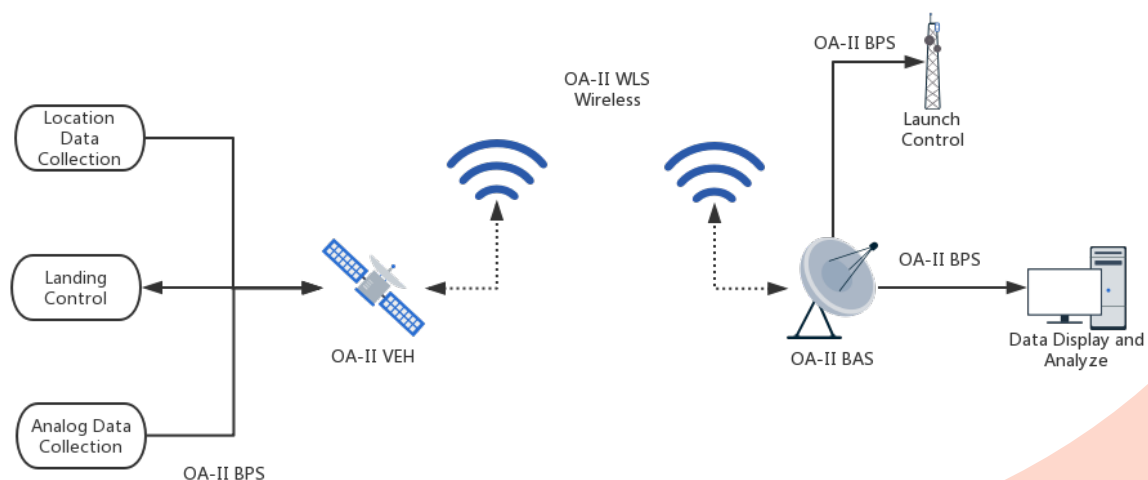 OA-II BPS
Launch
Control
OA-II WLS
Wireless
Location
Data
Collection
Landing
Control
OA-II VEH
OA-II BPS
OA-II BAS
Data Display and
Analyze
Analog Data
Collection
OA-II BPS